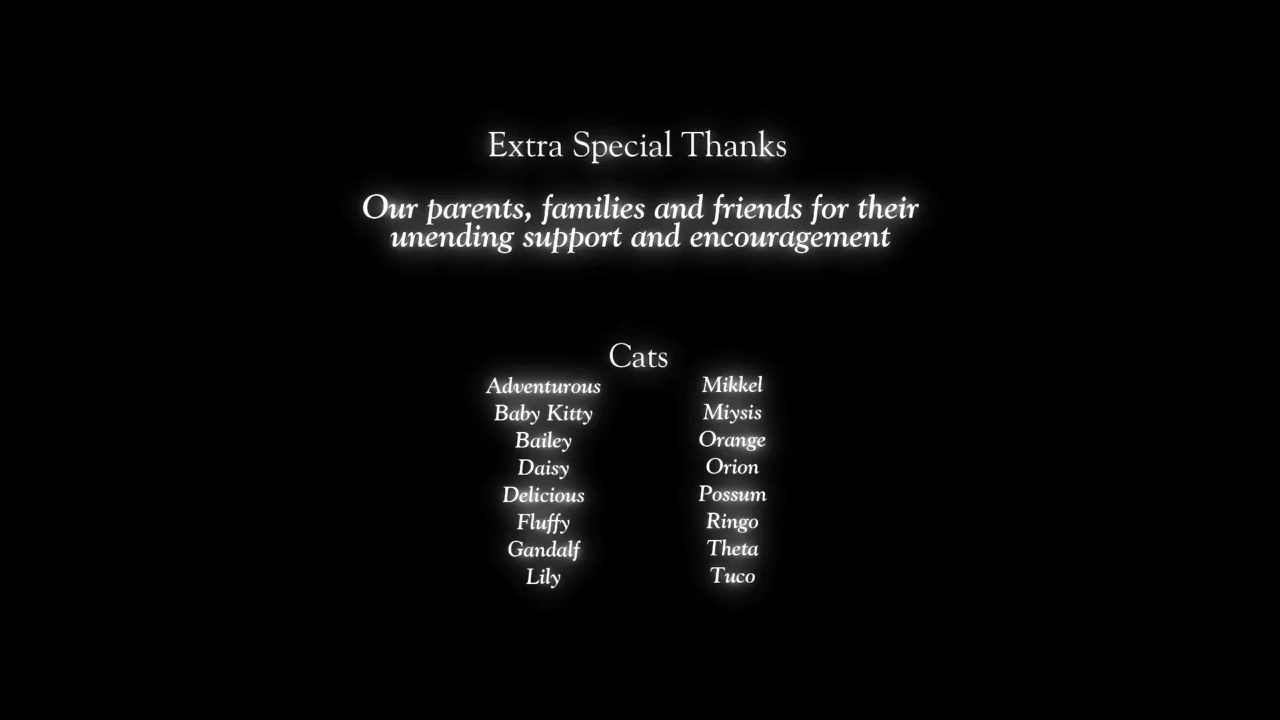 Extra Special Thanks
Our parents, families and friends for their
unending support and encouragement
Cats
Adventurous
Baby Kitty
Bailey
Daisy
Delicious
Fluffy
Gandalf
Lily
Mikkel
Miysis
Orange
Orion
Possum
Ringo
Theta
Tuco